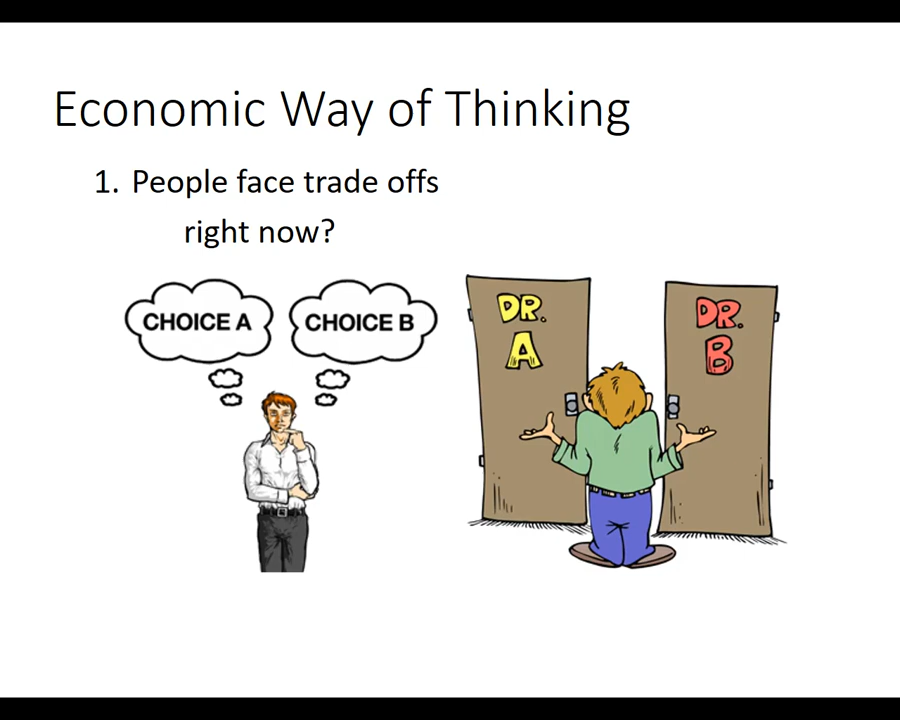 Economic Way of Thinking
1. People face trade offs
right now?
CHOICE A
CHOICE B
DR.
A
DR.
B